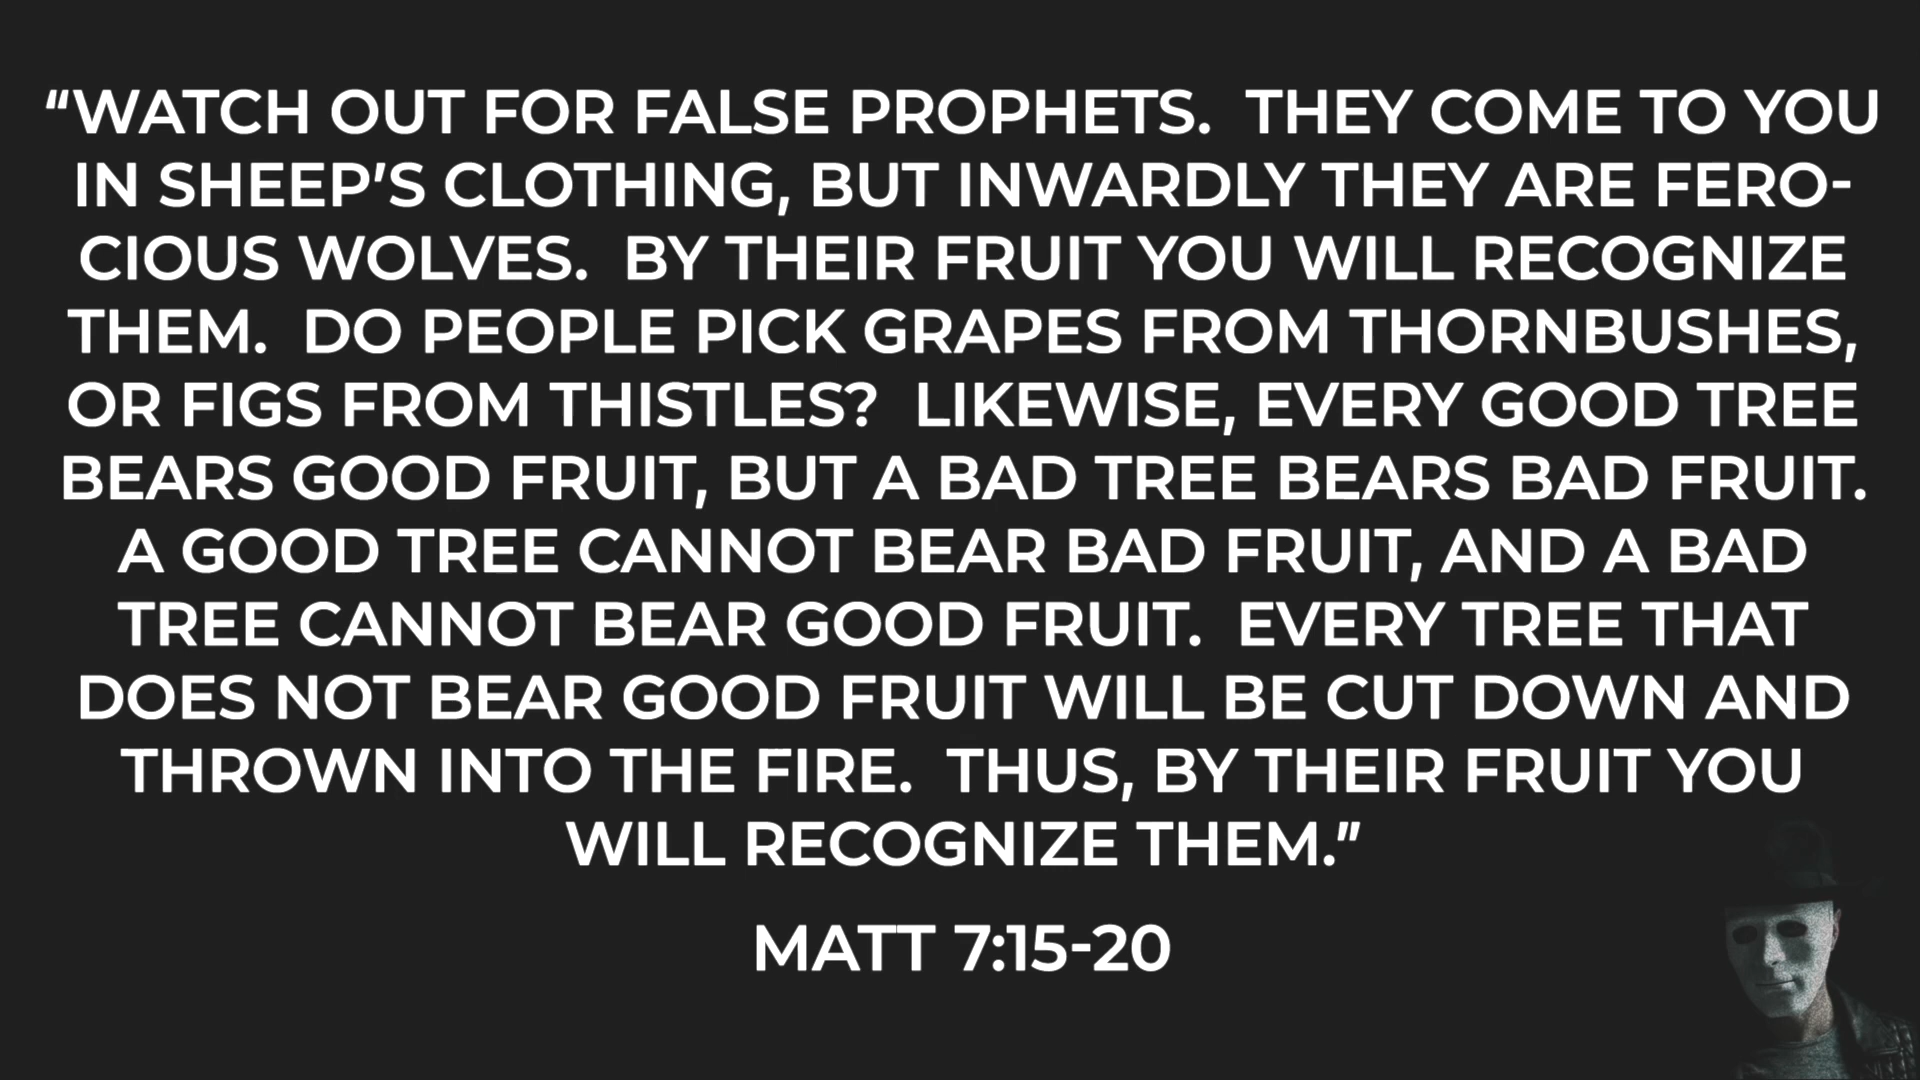 “WATCH OUT FOR FALSE PROPHETS.  THEY COME TO YOU
IN SHEEP’S CLOTHING, BUT INWARDLY THEY ARE FERO-
CIOUS WOLVES.  BY THEIR FRUIT YOU WILL RECOGNIZE
THEM.  DO PEOPLE PICK GRAPES FROM THORNBUSHES,
OR FIGS FROM THISTLES?  LIKEWISE, EVERY GOOD TREE
BEARS GOOD FRUIT, BUT A BAD TREE BEARS BAD FRUIT.
A GOOD TREE CANNOT BEAR BAD FRUIT, AND A BAD
TREE CANNOT BEAR GOOD FRUIT.  EVERY TREE THAT
DOES NOT BEAR GOOD FRUIT WILL BE CUT DOWN AND
THROWN INTO THE FIRE.  THUS, BY THEIR FRUIT YOU
WILL RECOGNIZE THEM.”
MATT 7:15-20